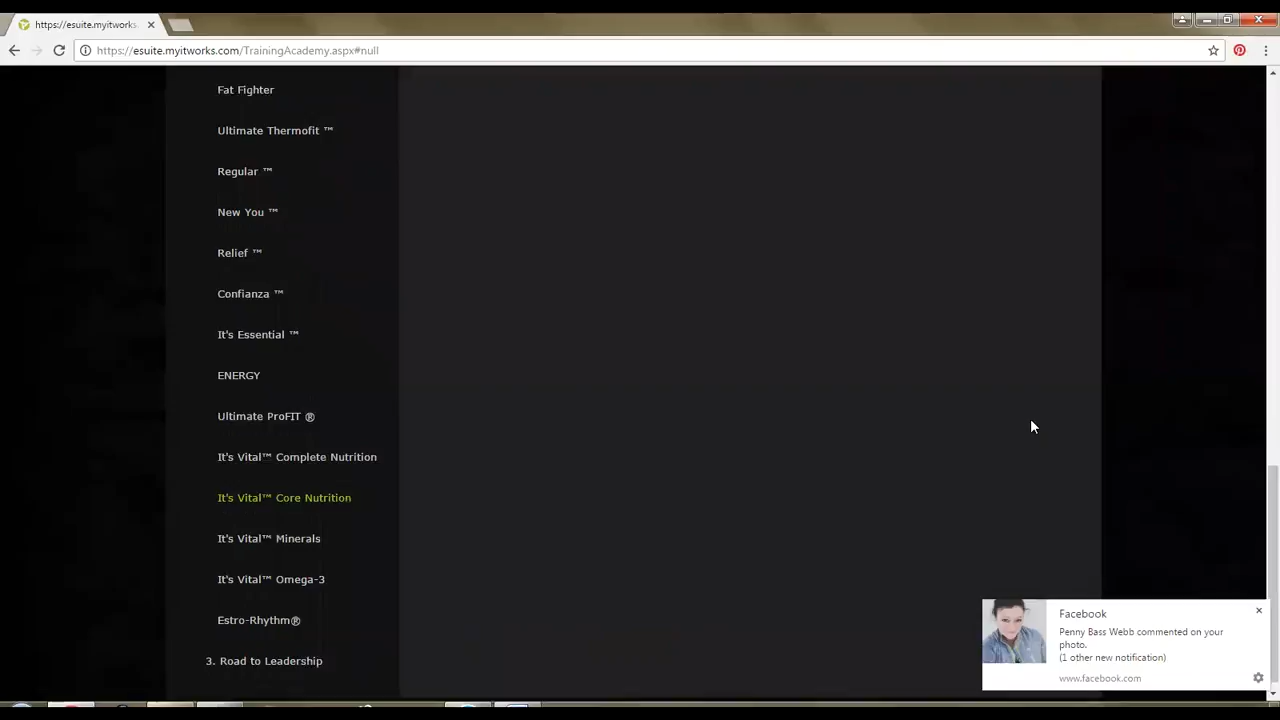 https://esuite.myitworks.
https://esuite.myitworks.com/TrainingAcademy.aspx#null
Fat Fighter
Ultimate Thermofit ™
Regular ™
New You ™
Relief ™
Confianza ™
It's Essential ™
ENERGY
Ultimate ProFIT ®
It's Vital™ Complete Nutrition
It's Vital™ Core Nutrition
It's Vital™ Minerals
It's Vital™ Omega-3
Estro-Rhythm®
3. Road to Leadership
Facebook
Penny Bass Webb commented on your
photo.
(1 other new notification)
www.facebook.com